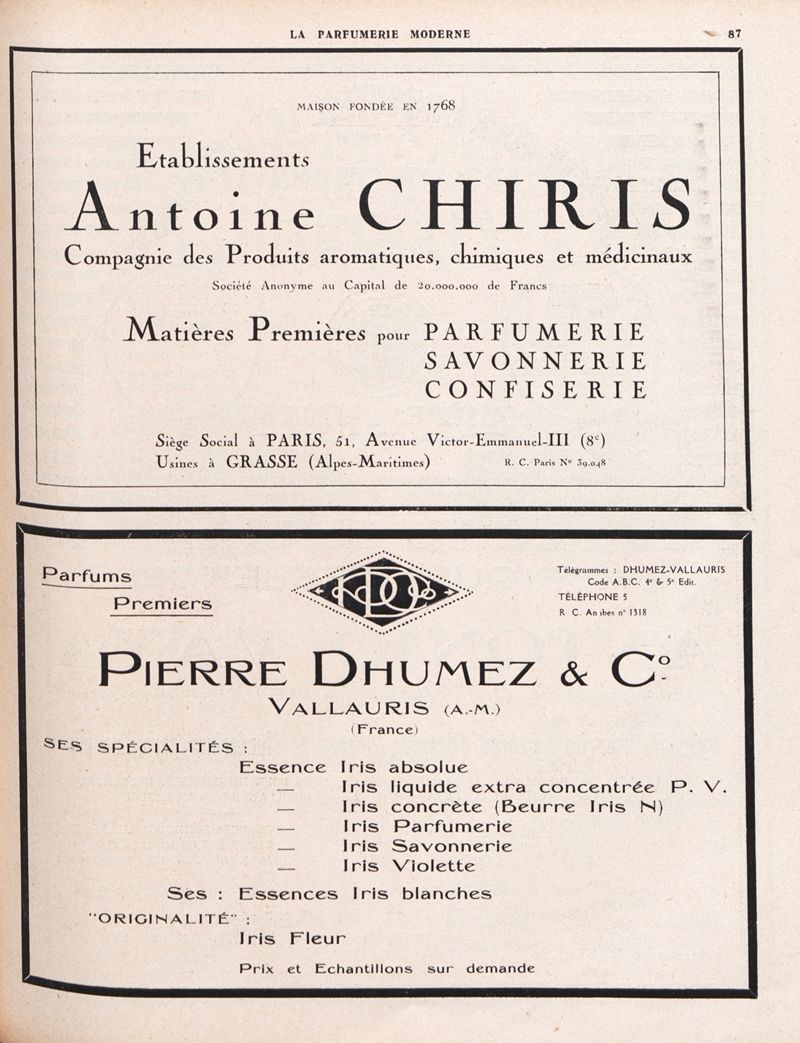 LA PARFUMERIE MODERNE 87
MAISON FONDÉE EN 1768
Etablissements
Antoine CHIRIS
Compagnie des Produits aromatiques, chimiques et médicinaux
Société Anonyme au Capital de 20.000.000 de Francs
Matières Premières pour PARFUMERIE
SAVONNERIE
CONFISERIE
Siège Social à PARIS, 51, Avenue Victor-Emmanuel-III (8e)
Usines à GRASSE (Alpes-Maritimes) R. C. Paris No 39.048
Parfums
Premiers
Télégrammes : DHUMEZ-VALLAURIS
Code A.B.C. 4e & 5e Edit.
TÉLÉPHONE 5
R C. An ibes n° 1318
PIERRE DHUMEZ & Co
VALLAURIS (A.-M.)
(France)
SES SPÉCIALITÉS :
Essence Iris absolue
— Iris liquide extra concentrée P. V.
— Iris concrète (Beurre Iris N)
— Iris Parfumerie
— Iris Savonnerie
— Iris Violette
Ses : Essences Iris blanches
"ORIGINALITÉ" :
Iris Fleur
Prix et Echantillons sur demande